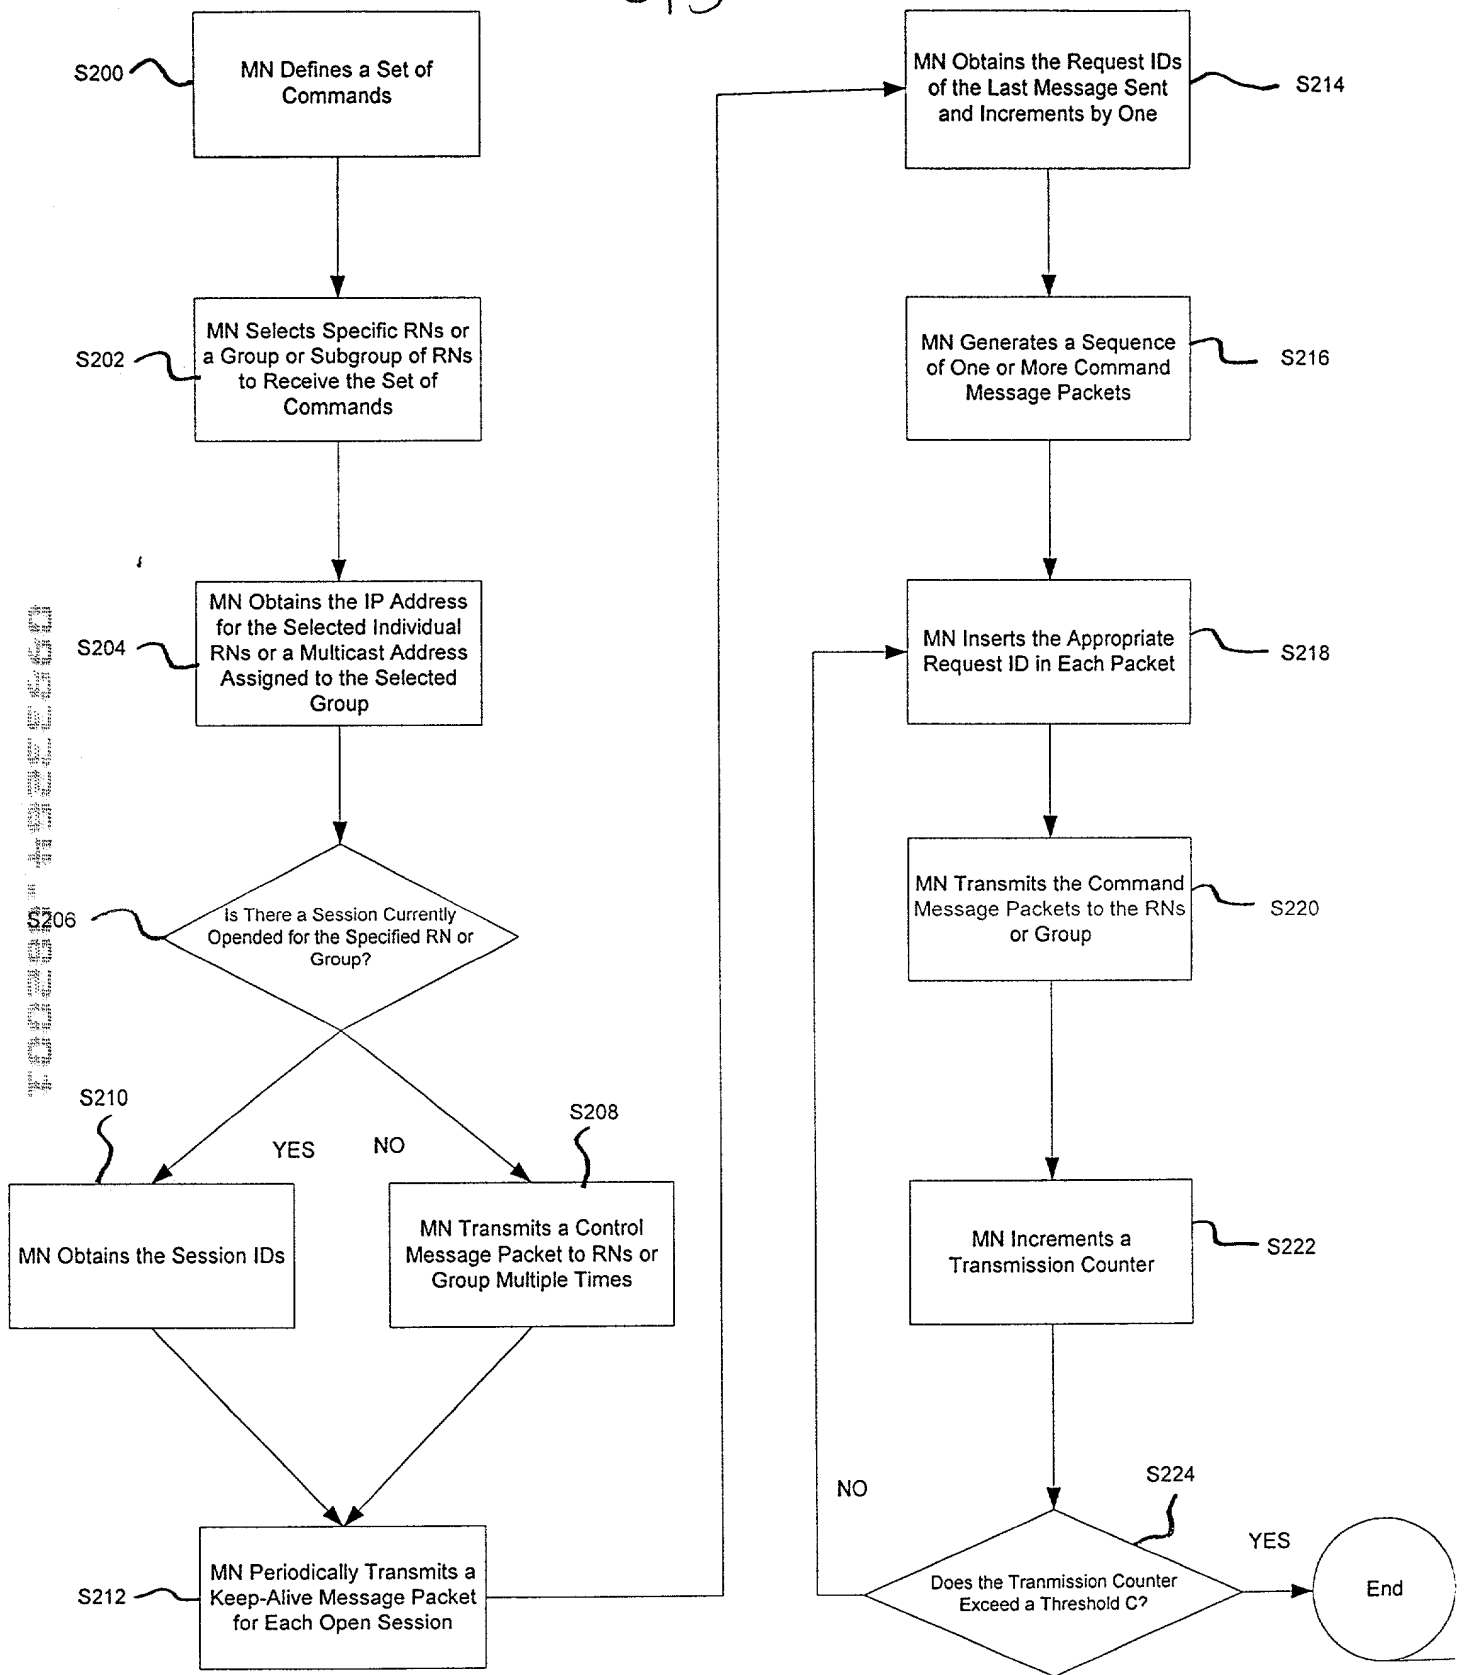 S200
MN Defines a Set of
Commands
S202
MN Selects Specific RNs or
a Group or Subgroup of RNs
to Receive the Set of
Commands
S204
MN Obtains the IP Address
for the Selected Individual
RNs or a Multicast Address
Assigned to the Selected
Group
S206
Is There a Session Currently
Opended for the Specified RN or
Group?
S210
YES
NO
S208
MN Obtains the Session IDs
MN Transmits a Control
Message Packet to RNs or
Group Multiple Times
S212
MN Periodically Transmits a
Keep-Alive Message Packet
for Each Open Session
MN Obtains the Request IDs
of the Last Message Sent
and Increments by One
S214
MN Generates a Sequence
of One or More Command
Message Packets
S216
MN Inserts the Appropriate
Request ID in Each Packet
S218
MN Transmits the Command
Message Packets to the RNs
or Group
S220
MN Increments a
Transmission Counter
S222
NO
S224
YES
Does the Tranmission Counter
Exceed a Threshold C?
End